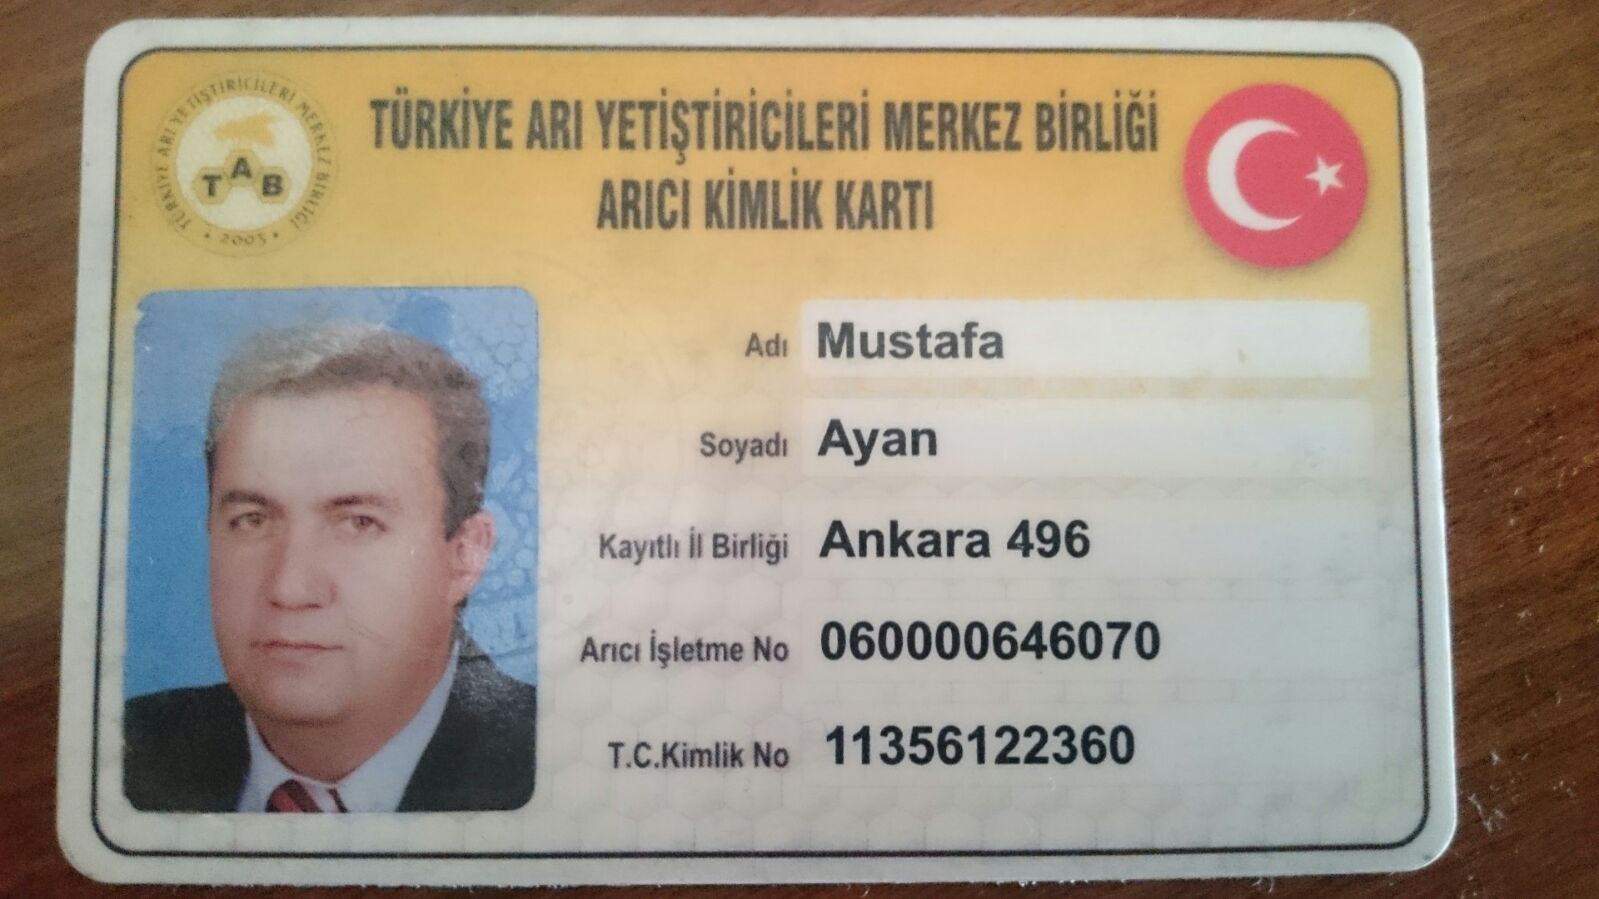 TÜRKİYE ARI YETİŞTİRİCİLERİ MERKEZ BİRLİĞİ
ARICI KİMLİK KARTI
TÜRKİYE ARI YETİŞTİRİCİLERİ MERKEZ BİRLİĞİ
TAB
• 2003 •
Adı Mustafa
Soyadı Ayan
Kayıtlı İl Birliği Ankara 496
Arıcı İşletme No 060000646070
T.C.Kimlik No 11356122360